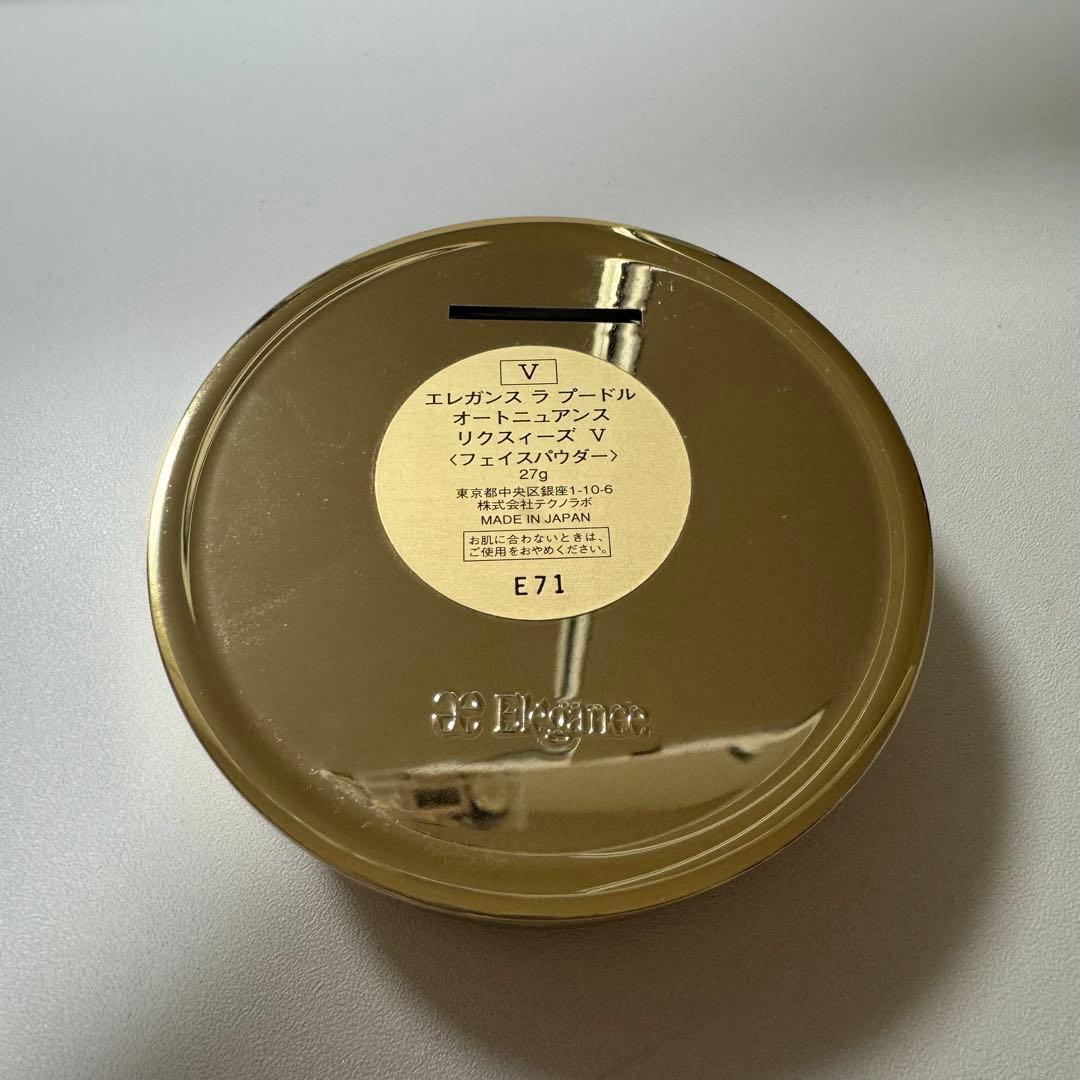 V
エレガンス ラ プードル
オートニュアンス
リクスィーズ V
〈フェイスパウダー〉
27g
東京都中央区銀座1-10-6
株式会社テクノラボ
MADE IN JAPAN
お肌に合わないときは、
ご使用をおやめください。
E71
Elegance